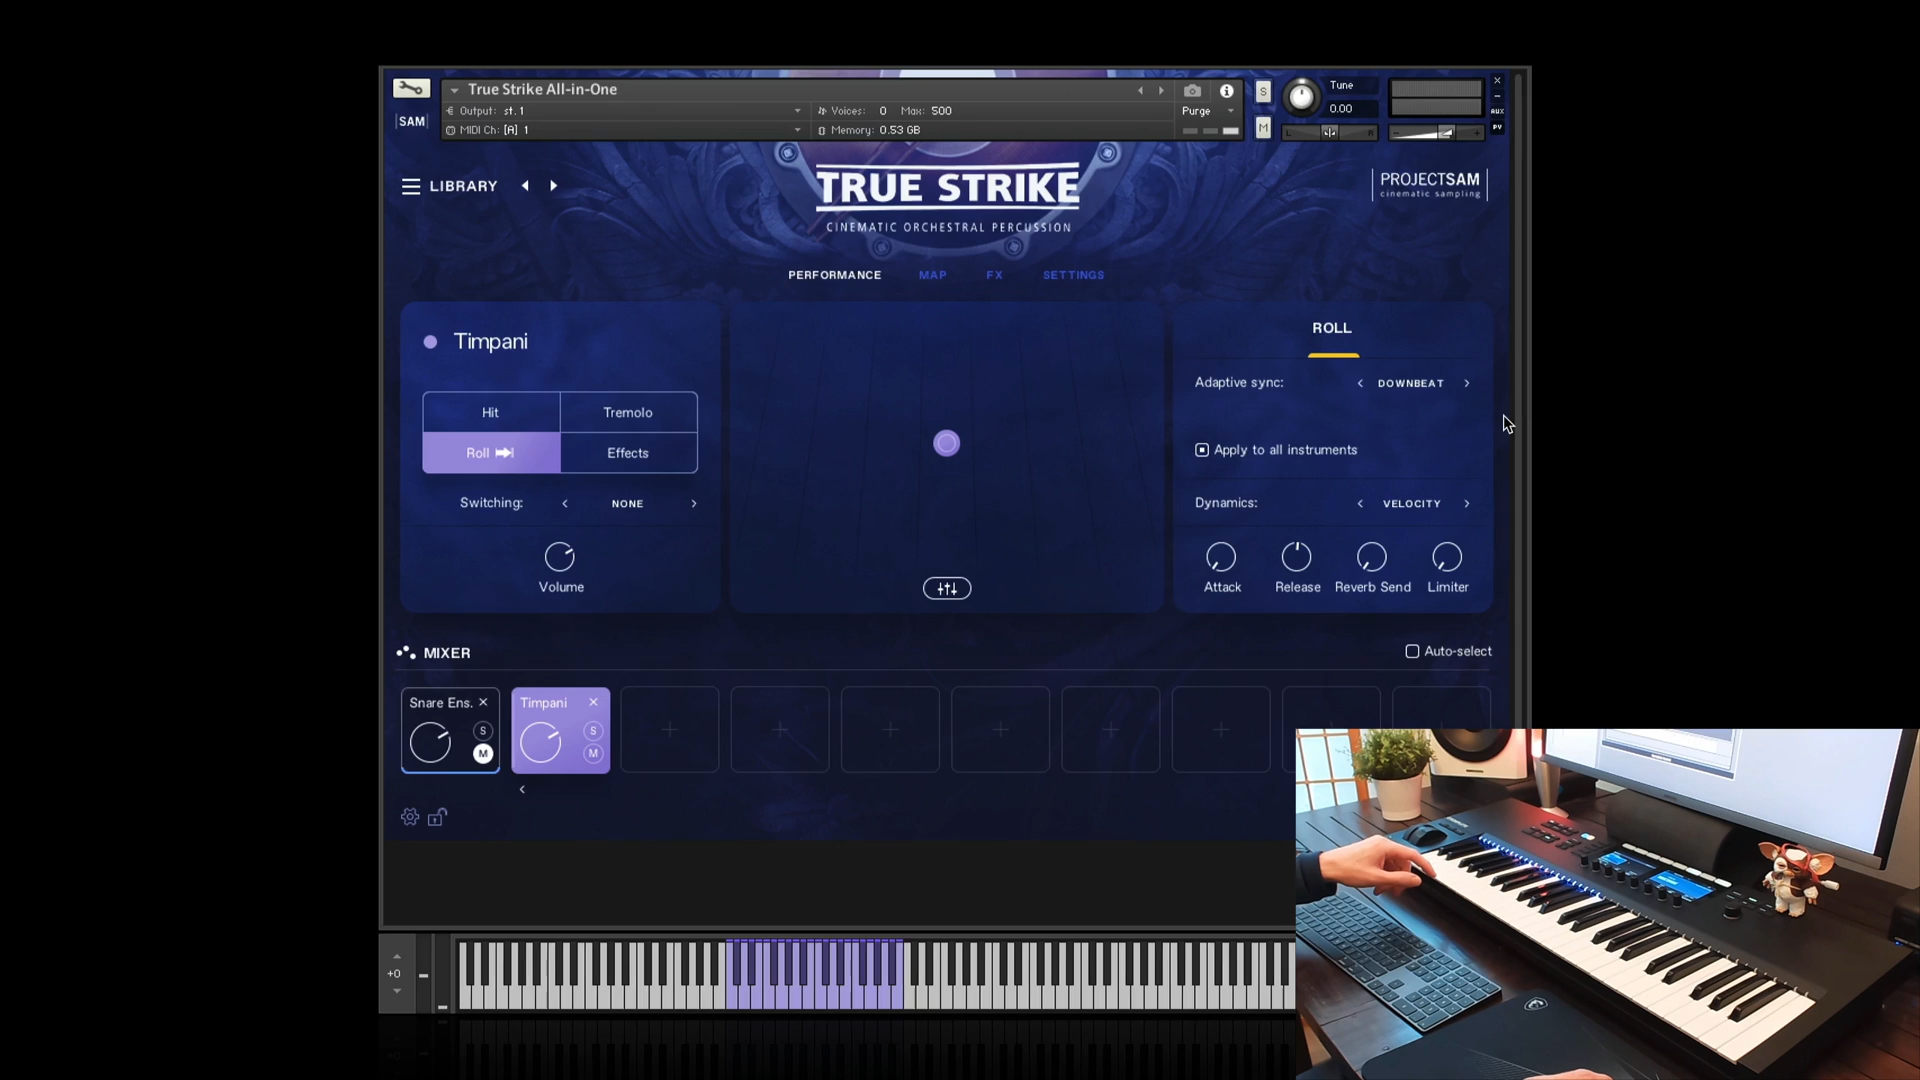 True Strike All-in-One
Output: st. 1
Voices: 0 Max: 500
Purge
MIDI Ch: [A] 1
Memory: 0.53 GB
S
M
Tune
0.00
L
R
AUX
PV
|SAM|
LIBRARY
TRUE STRIKE
CINEMATIC ORCHESTRAL PERCUSSION
PROJECTSAM
cinematic sampling
PERFORMANCE MAP FX SETTINGS
Timpani
Hit
Tremolo
Roll
Effects
Switching: < NONE >
Volume
ROLL
Adaptive sync: < DOWNBEAT >
Apply to all instruments
Dynamics: < VELOCITY >
Attack Release Reverb Send Limiter
MIXER
Auto-select
Snare Ens.
S
M
Timpani
S
M
+0